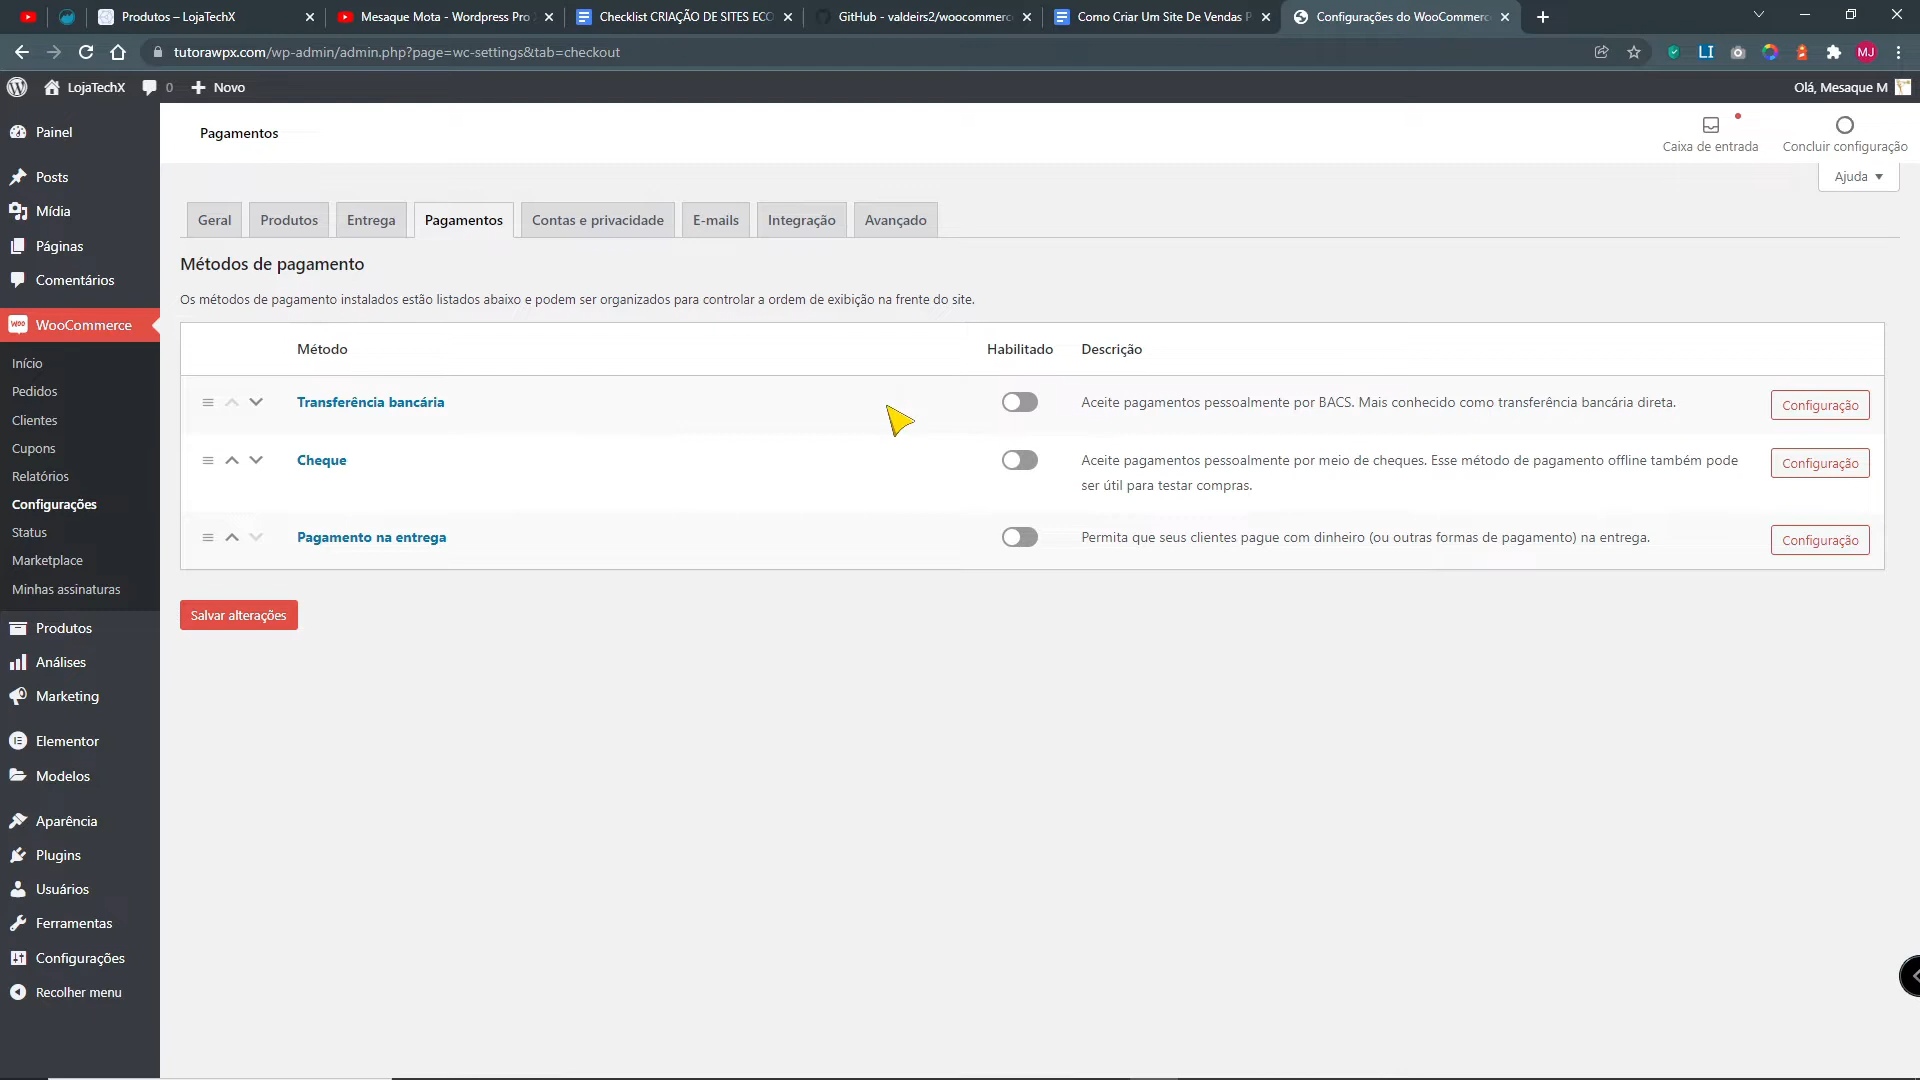 Produtos – LojaTechX
Mesaque Mota - Wordpress Pro
Checklist CRIAÇÃO DE SITES ECO
GitHub - valdeirs2/woocommerc
Como Criar Um Site De Vendas P
Configurações do WooCommerc
tutorawpx.com/wp-admin/admin.php?page=wc-settings&tab=checkout
LI
MJ
LojaTechX
0
Novo
Olá, Mesaque M
Painel
Posts
Mídia
Páginas
Comentários
WOO
WooCommerce
Início
Pedidos
Clientes
Cupons
Relatórios
Configurações
Status
Marketplace
Minhas assinaturas
Produtos
Análises
Marketing
Elementor
Modelos
Aparência
Plugins
Usuários
Ferramentas
Configurações
Recolher menu
Pagamentos
Caixa de entrada
Concluir configuração
Ajuda
Geral
Produtos
Entrega
Pagamentos
Contas e privacidade
E-mails
Integração
Avançado
Métodos de pagamento
Os métodos de pagamento instalados estão listados abaixo e podem ser organizados para controlar a ordem de exibição na frente do site.
Método
Habilitado
Descrição
Transferência bancária
Aceite pagamentos pessoalmente por BACS. Mais conhecido como transferência bancária direta.
Configuração
Cheque
Aceite pagamentos pessoalmente por meio de cheques. Esse método de pagamento offline também pode
ser útil para testar compras.
Configuração
Pagamento na entrega
Permita que seus clientes pague com dinheiro (ou outras formas de pagamento) na entrega.
Configuração
Salvar alterações